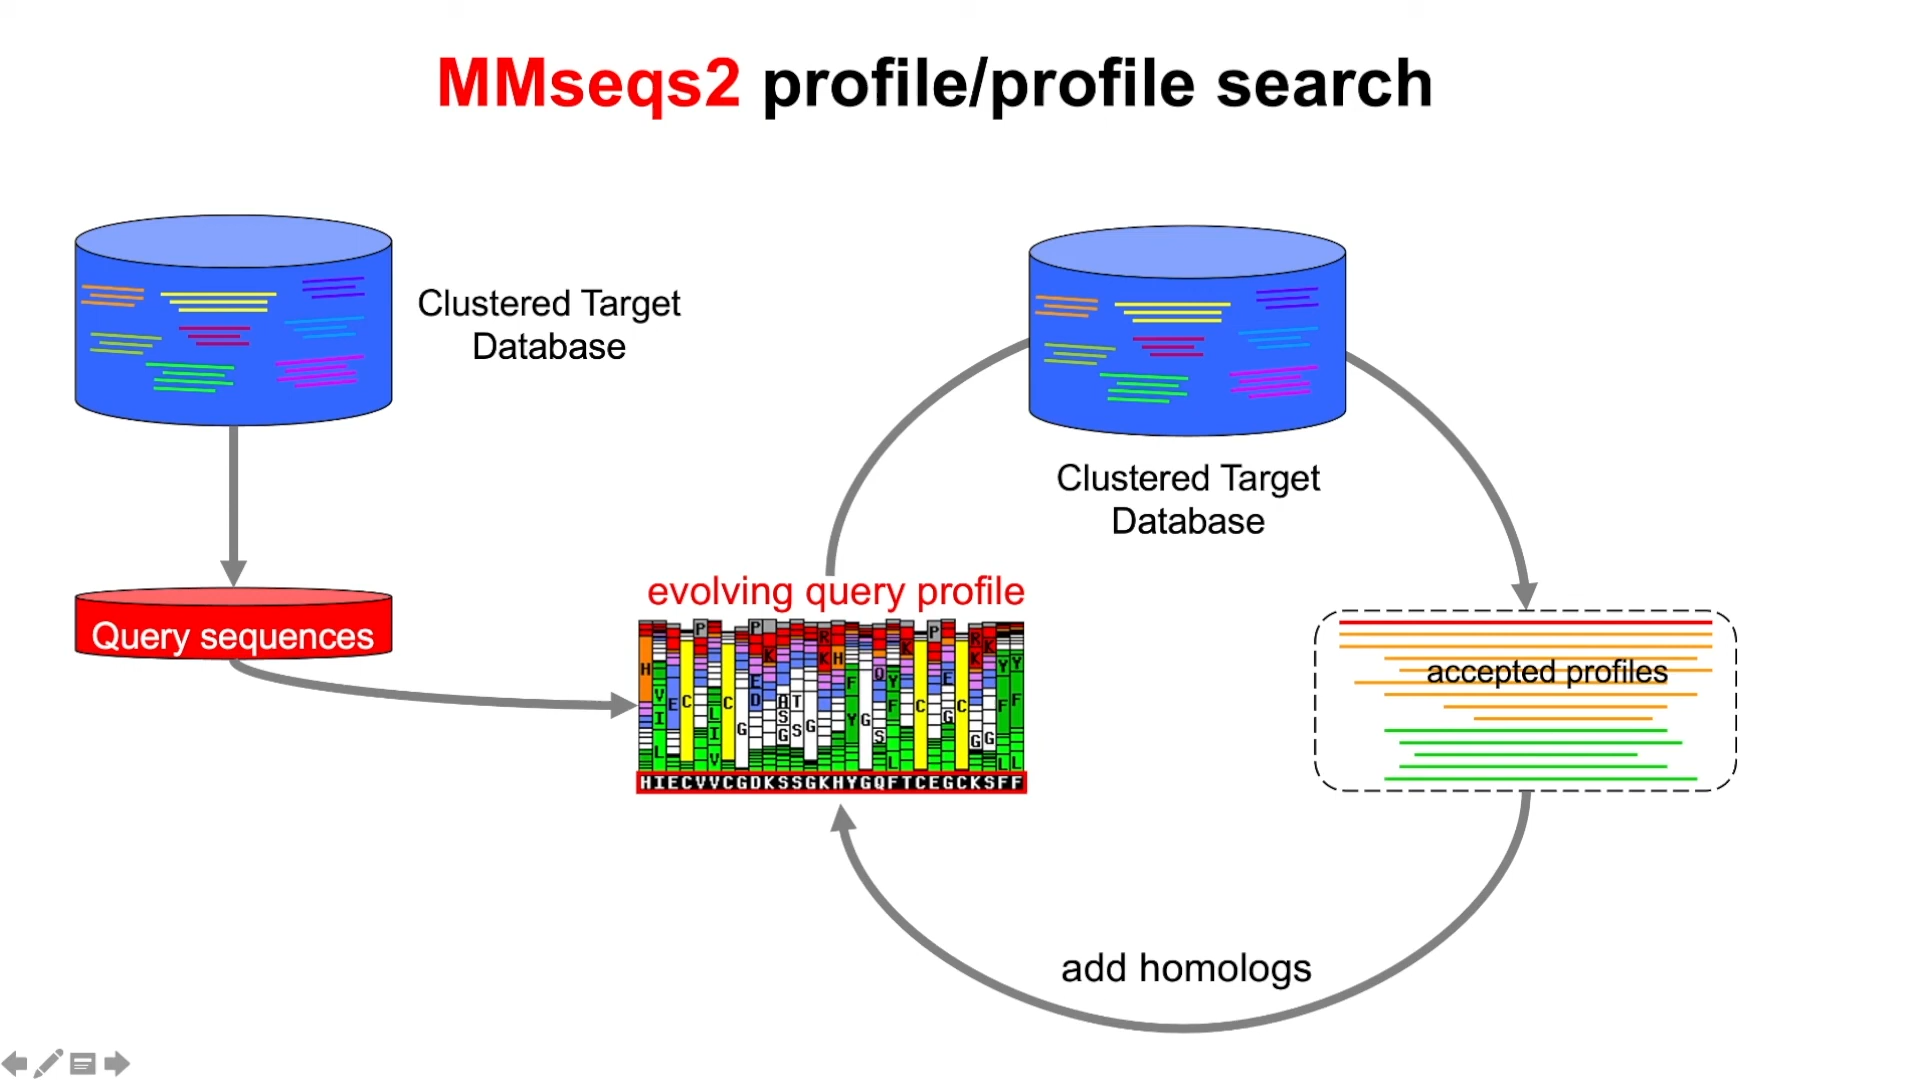 MMseqs2 profile/profile search
Clustered Target
Database
Query sequences
Clustered Target
Database
evolving query profile
HIECVVCGDKSSGKHYGQFTCEGCKSFF
accepted profiles
add homologs